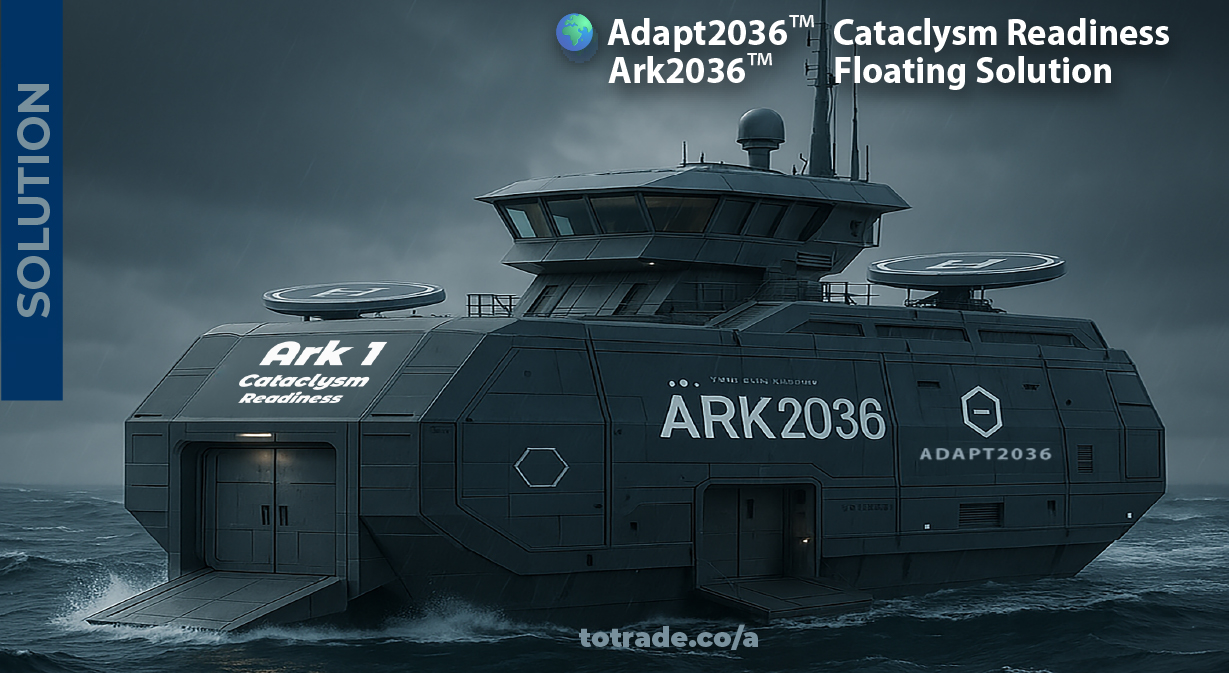 SOLUTION
Adapt2036™ Cataclysm Readiness
Ark2036™ Floating Solution
H
H
Ark 1
Cataclysm
Readiness
ARK2036
ADAPT2036
totrade.co/a